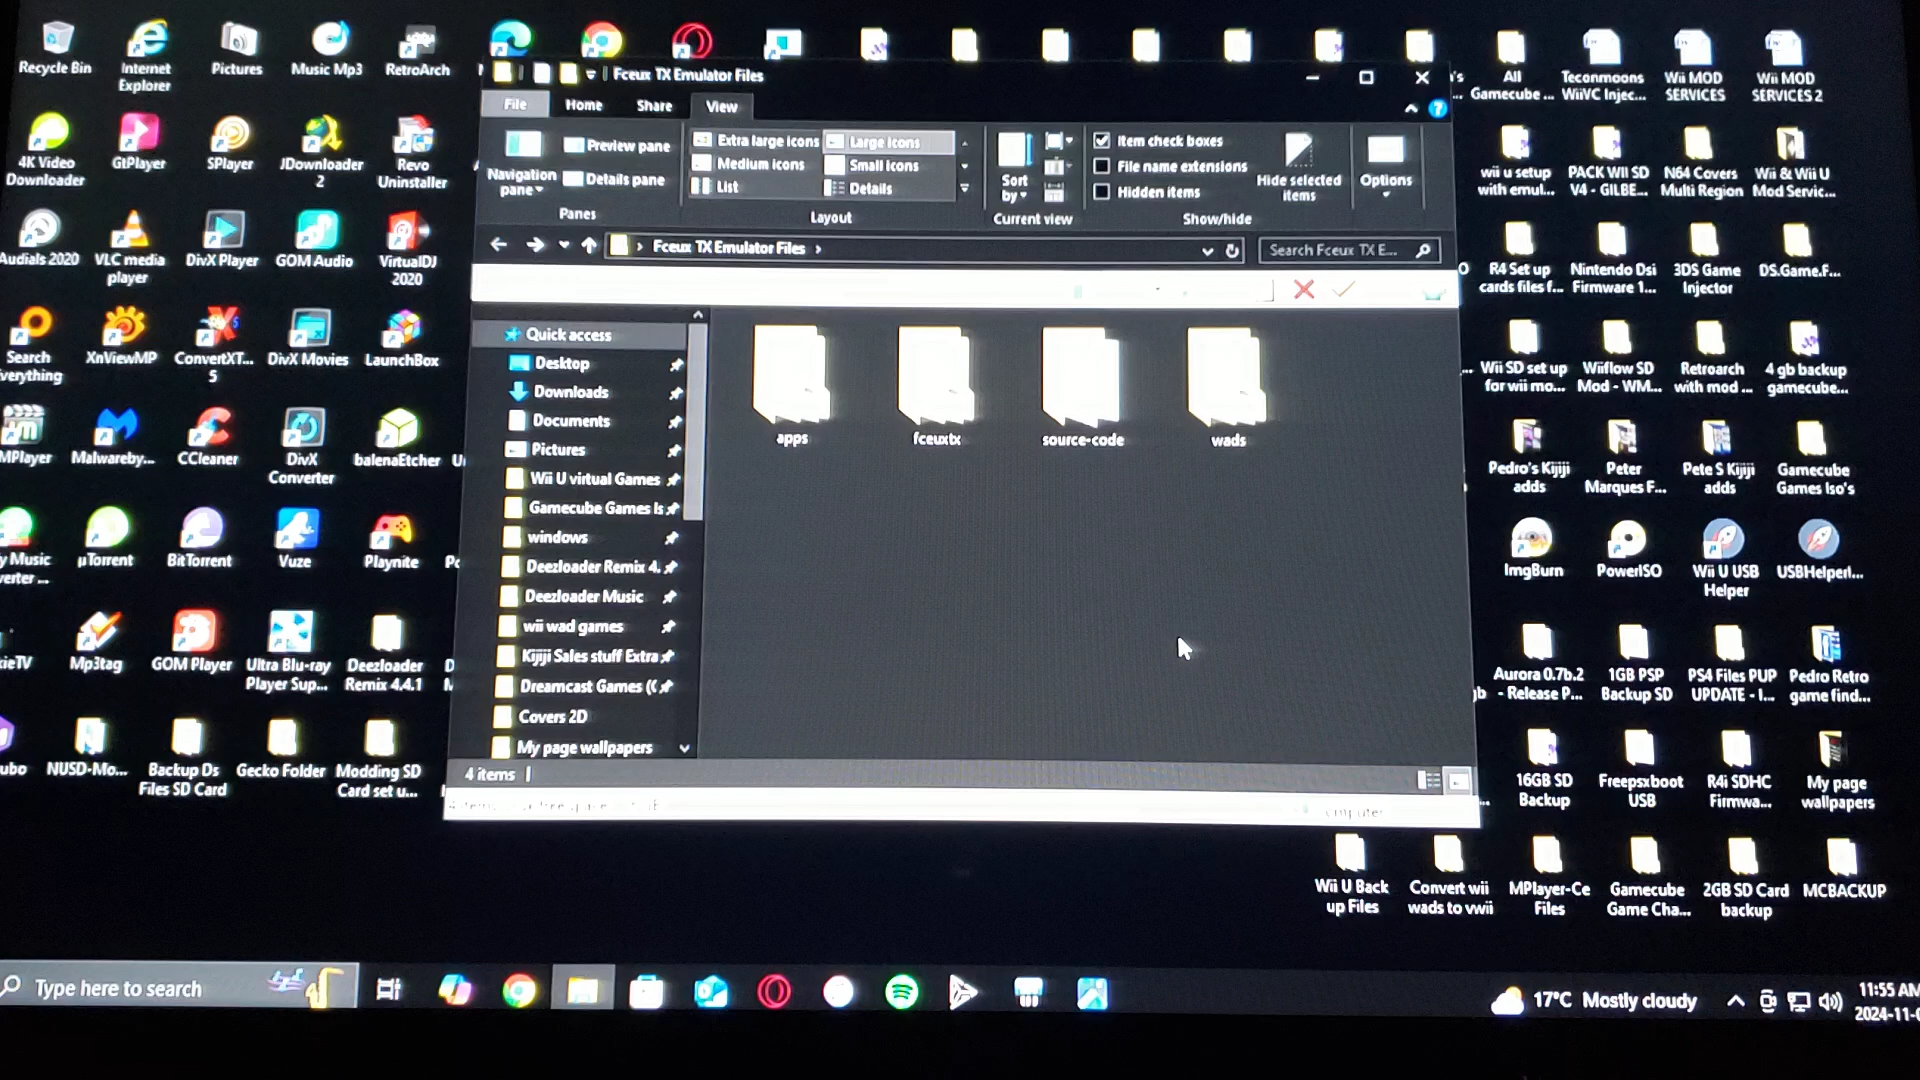 Recycle Bin
Internet
Explorer
Pictures
Music Mp3
RetroArch
4K Video
Downloader
GtPlayer
SPlayer
JDownloader
2
Revo
Uninstaller
Audials 2020
VLC media
player
DivX Player
GOM Audio
VirtualDJ
2020
Search
XnViewMP
ConvertXT...
5
DivX Movies
LaunchBox
MPlayer
Malwareby...
CCleaner
DivX
Converter
balenaEtcher
y Music
µTorrent
BitTorrent
Vuze
Playnite
Mp3tag
GOM Player
Ultra Blu-ray
Player Sup...
Deezloader
Remix 4.4.1
NUSD-Mo...
Backup Ds
Files SD Card
Gecko Folder
Modding SD
Card set u...
Fceux TX Emulator Files
File
Home
Share
View
Navigation
pane
Preview pane
Details pane
Panes
Extra large icons
Large icons
Medium icons
Small icons
List
Details
Layout
Sort
by
Current view
Item check boxes
File name extensions
Hidden items
Hide selected
items
Show/hide
Options
Fceux TX Emulator Files
Search Fceux TX E...
Quick access
Desktop
Downloads
Documents
Pictures
Wii U virtual Games
Gamecube Games Is
windows
Deezloader Remix 4.
Deezloader Music
wii wad games
Kijiji Sales stuff Extra
Dreamcast Games ((
Covers 2D
My page wallpapers
apps
fceuxtx
source-code
wads
4 items
All
Gamecube ...
Teconmoons
WiiVC Injec...
Wii MOD
SERVICES
Wii MOD
SERVICES 2
wii u setup
with emul...
PACK WII SD
V4 - GILBE...
N64 Covers
Multi Region
Wii & Wii U
Mod Servic...
R4 Set up
cards files f...
Nintendo Dsi
Firmware 1...
3DS Game
Injector
DS.Game.F...
Wii SD set up
for wii mo...
Wiiflow SD
Mod - WM...
Retroarch
with mod ...
4 gb backup
gamecube...
Pedro's Kijiji
adds
Peter
Marques F...
Pete S Kijiji
adds
Gamecube
Games Iso's
ImgBurn
PowerISO
Wii U USB
Helper
USBHelperI...
Aurora 0.7b.2
- Release P...
1GB PSP
Backup SD
PS4 Files PUP
UPDATE - I...
Pedro Retro
game find...
16GB SD
Backup
Freepsxboot
USB
R4i SDHC
Firmwa...
My page
wallpapers
Wii U Back
up Files
Convert wii
wads to vwii
MPlayer-Ce
Files
Gamecube
Game Cha...
2GB SD Card
backup
MCBACKUP
Type here to search
17°C Mostly cloudy
11:55 AM
2024-11-0